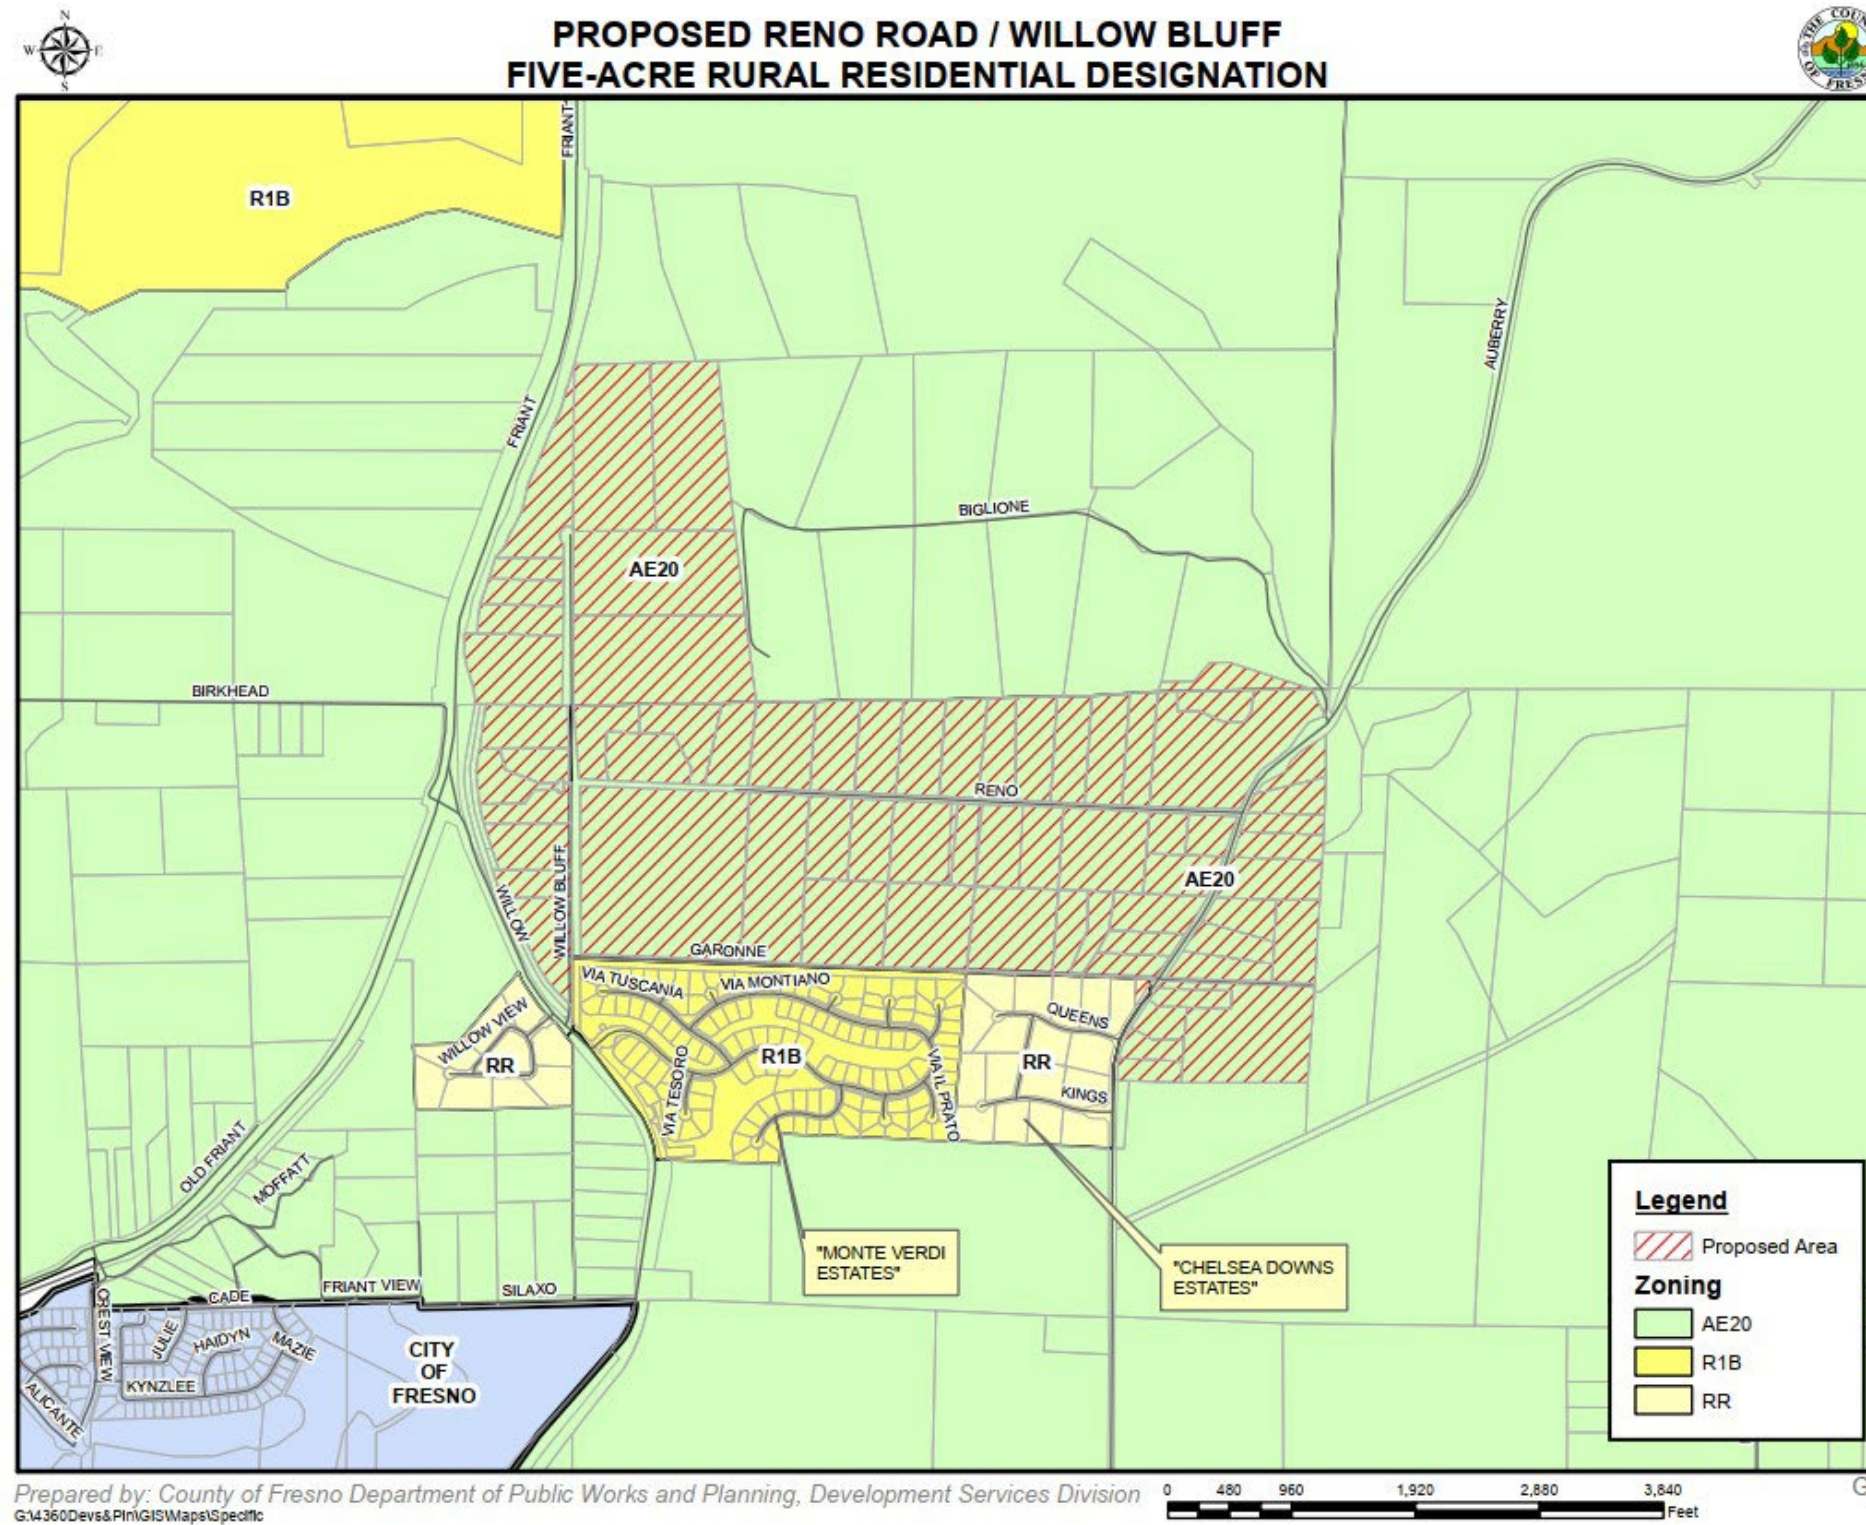 N
W E
S
PROPOSED RENO ROAD / WILLOW BLUFF
FIVE-ACRE RURAL RESIDENTIAL DESIGNATION
THE COUN
OF FRES
FRIANT
R1B
AUBERRY
FRIANT
BIGLIONE
AE20
BIRKHEAD
RENO
WILLOW
WILLOW BLUFF
AE20
GARONNE
VIA TUSCANIA
VIA MONTIANO
WILLOW VIEW
QUEENS
RR
R1B
RR
VIA TESORO
VIA IL PRATO
KINGS
OLD FRIANT
MOFFATT
"MONTE VERDI
ESTATES"
"CHELSEA DOWNS
ESTATES"
CADE
FRIANT VIEW
SILAXO
CREST VIEW
JULIE
HAIDYN
MAZIE
KYNZLEE
ALICANTE
CITY
OF
FRESNO
Legend
Proposed Area
Zoning
AE20
R1B
RR
Prepared by: County of Fresno Department of Public Works and Planning, Development Services Division
G:\4360Devs&Pln\GIS\Maps\Specific
0 480 960 1,920 2,880 3,840
Feet
G